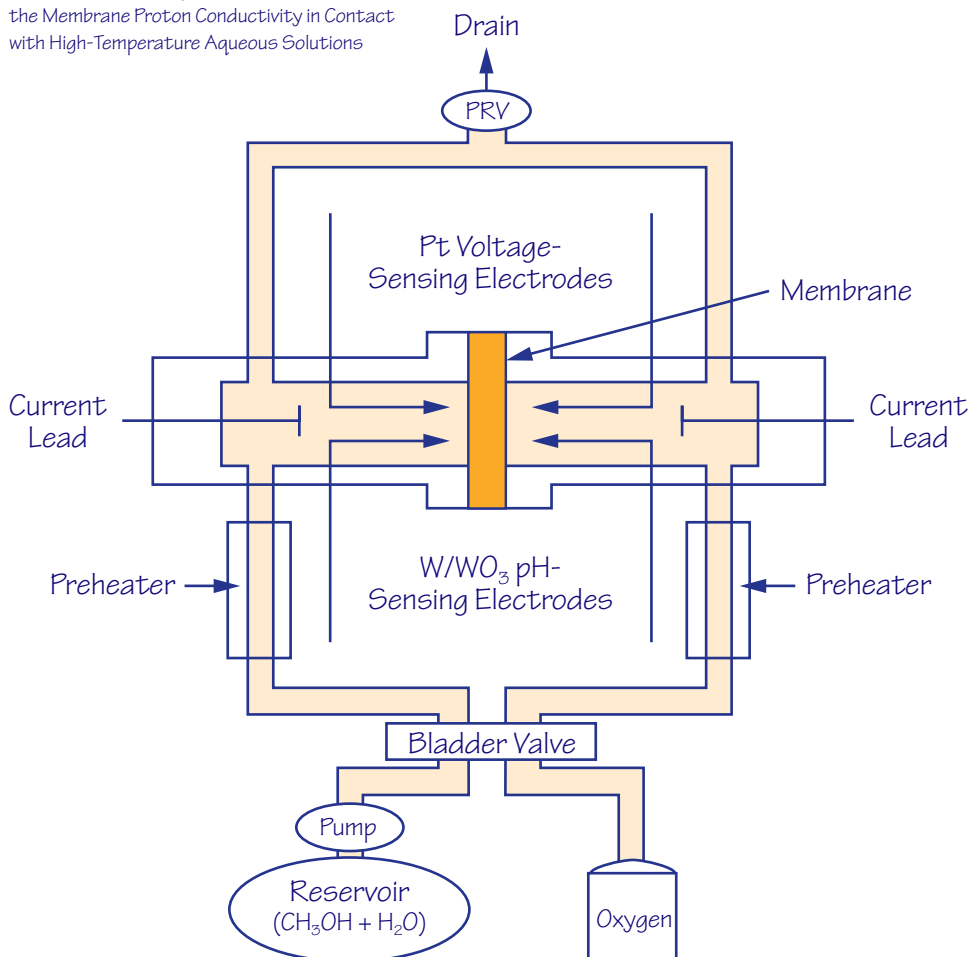 the Membrane Proton Conductivity in Contact
with High-Temperature Aqueous Solutions
Drain
PRV
Pt Voltage-
Sensing Electrodes
Membrane
Current
Lead
Current
Lead
Preheater
W/WO₃ pH-
Sensing Electrodes
Preheater
Bladder Valve
Pump
Reservoir
(CH₃OH + H₂O)
Oxygen